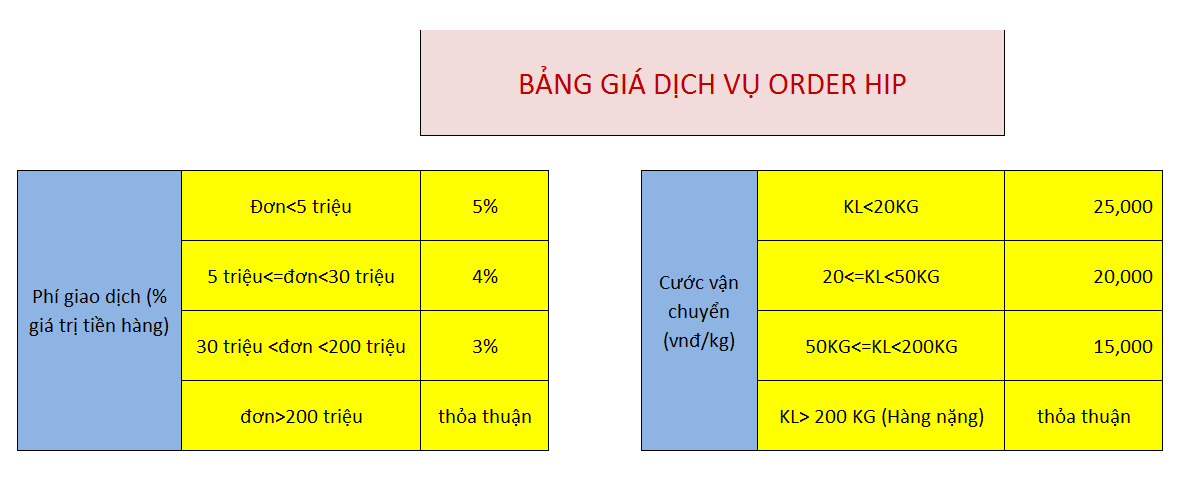 BẢNG GIÁ DỊCH VỤ ORDER HIP
Phí giao dịch (%
giá trị tiền hàng)
Đơn<5 triệu
5%
5 triệu<=đơn<30 triệu
4%
30 triệu <đơn <200 triệu
3%
đơn>200 triệu
thỏa thuận
Cước vận
chuyển
(vnđ/kg)
KL<20KG
25,000
20<=KL<50KG
20,000
50KG<=KL<200KG
15,000
KL> 200 KG (Hàng nặng)
thỏa thuận